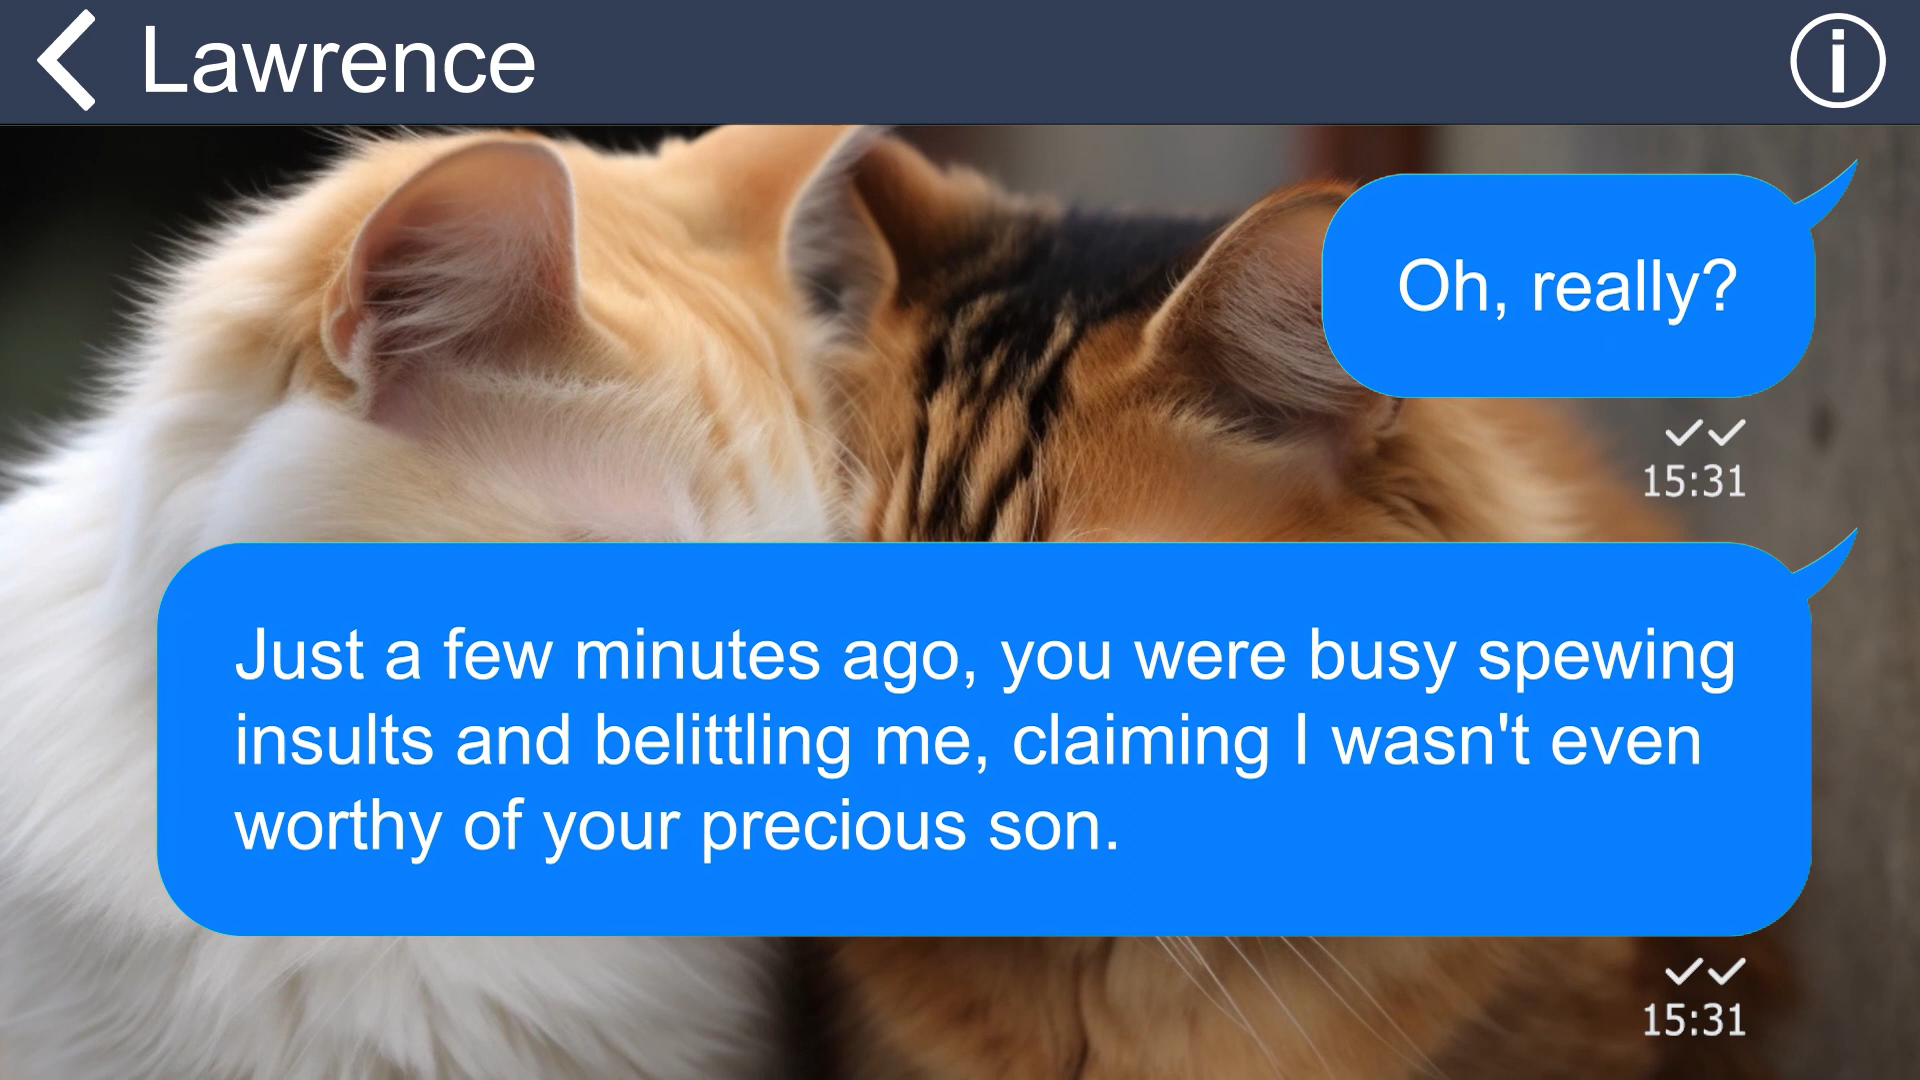 Lawrence
Oh, really?
15:31
Just a few minutes ago, you were busy spewing
insults and belittling me, claiming I wasn't even
worthy of your precious son.
15:31